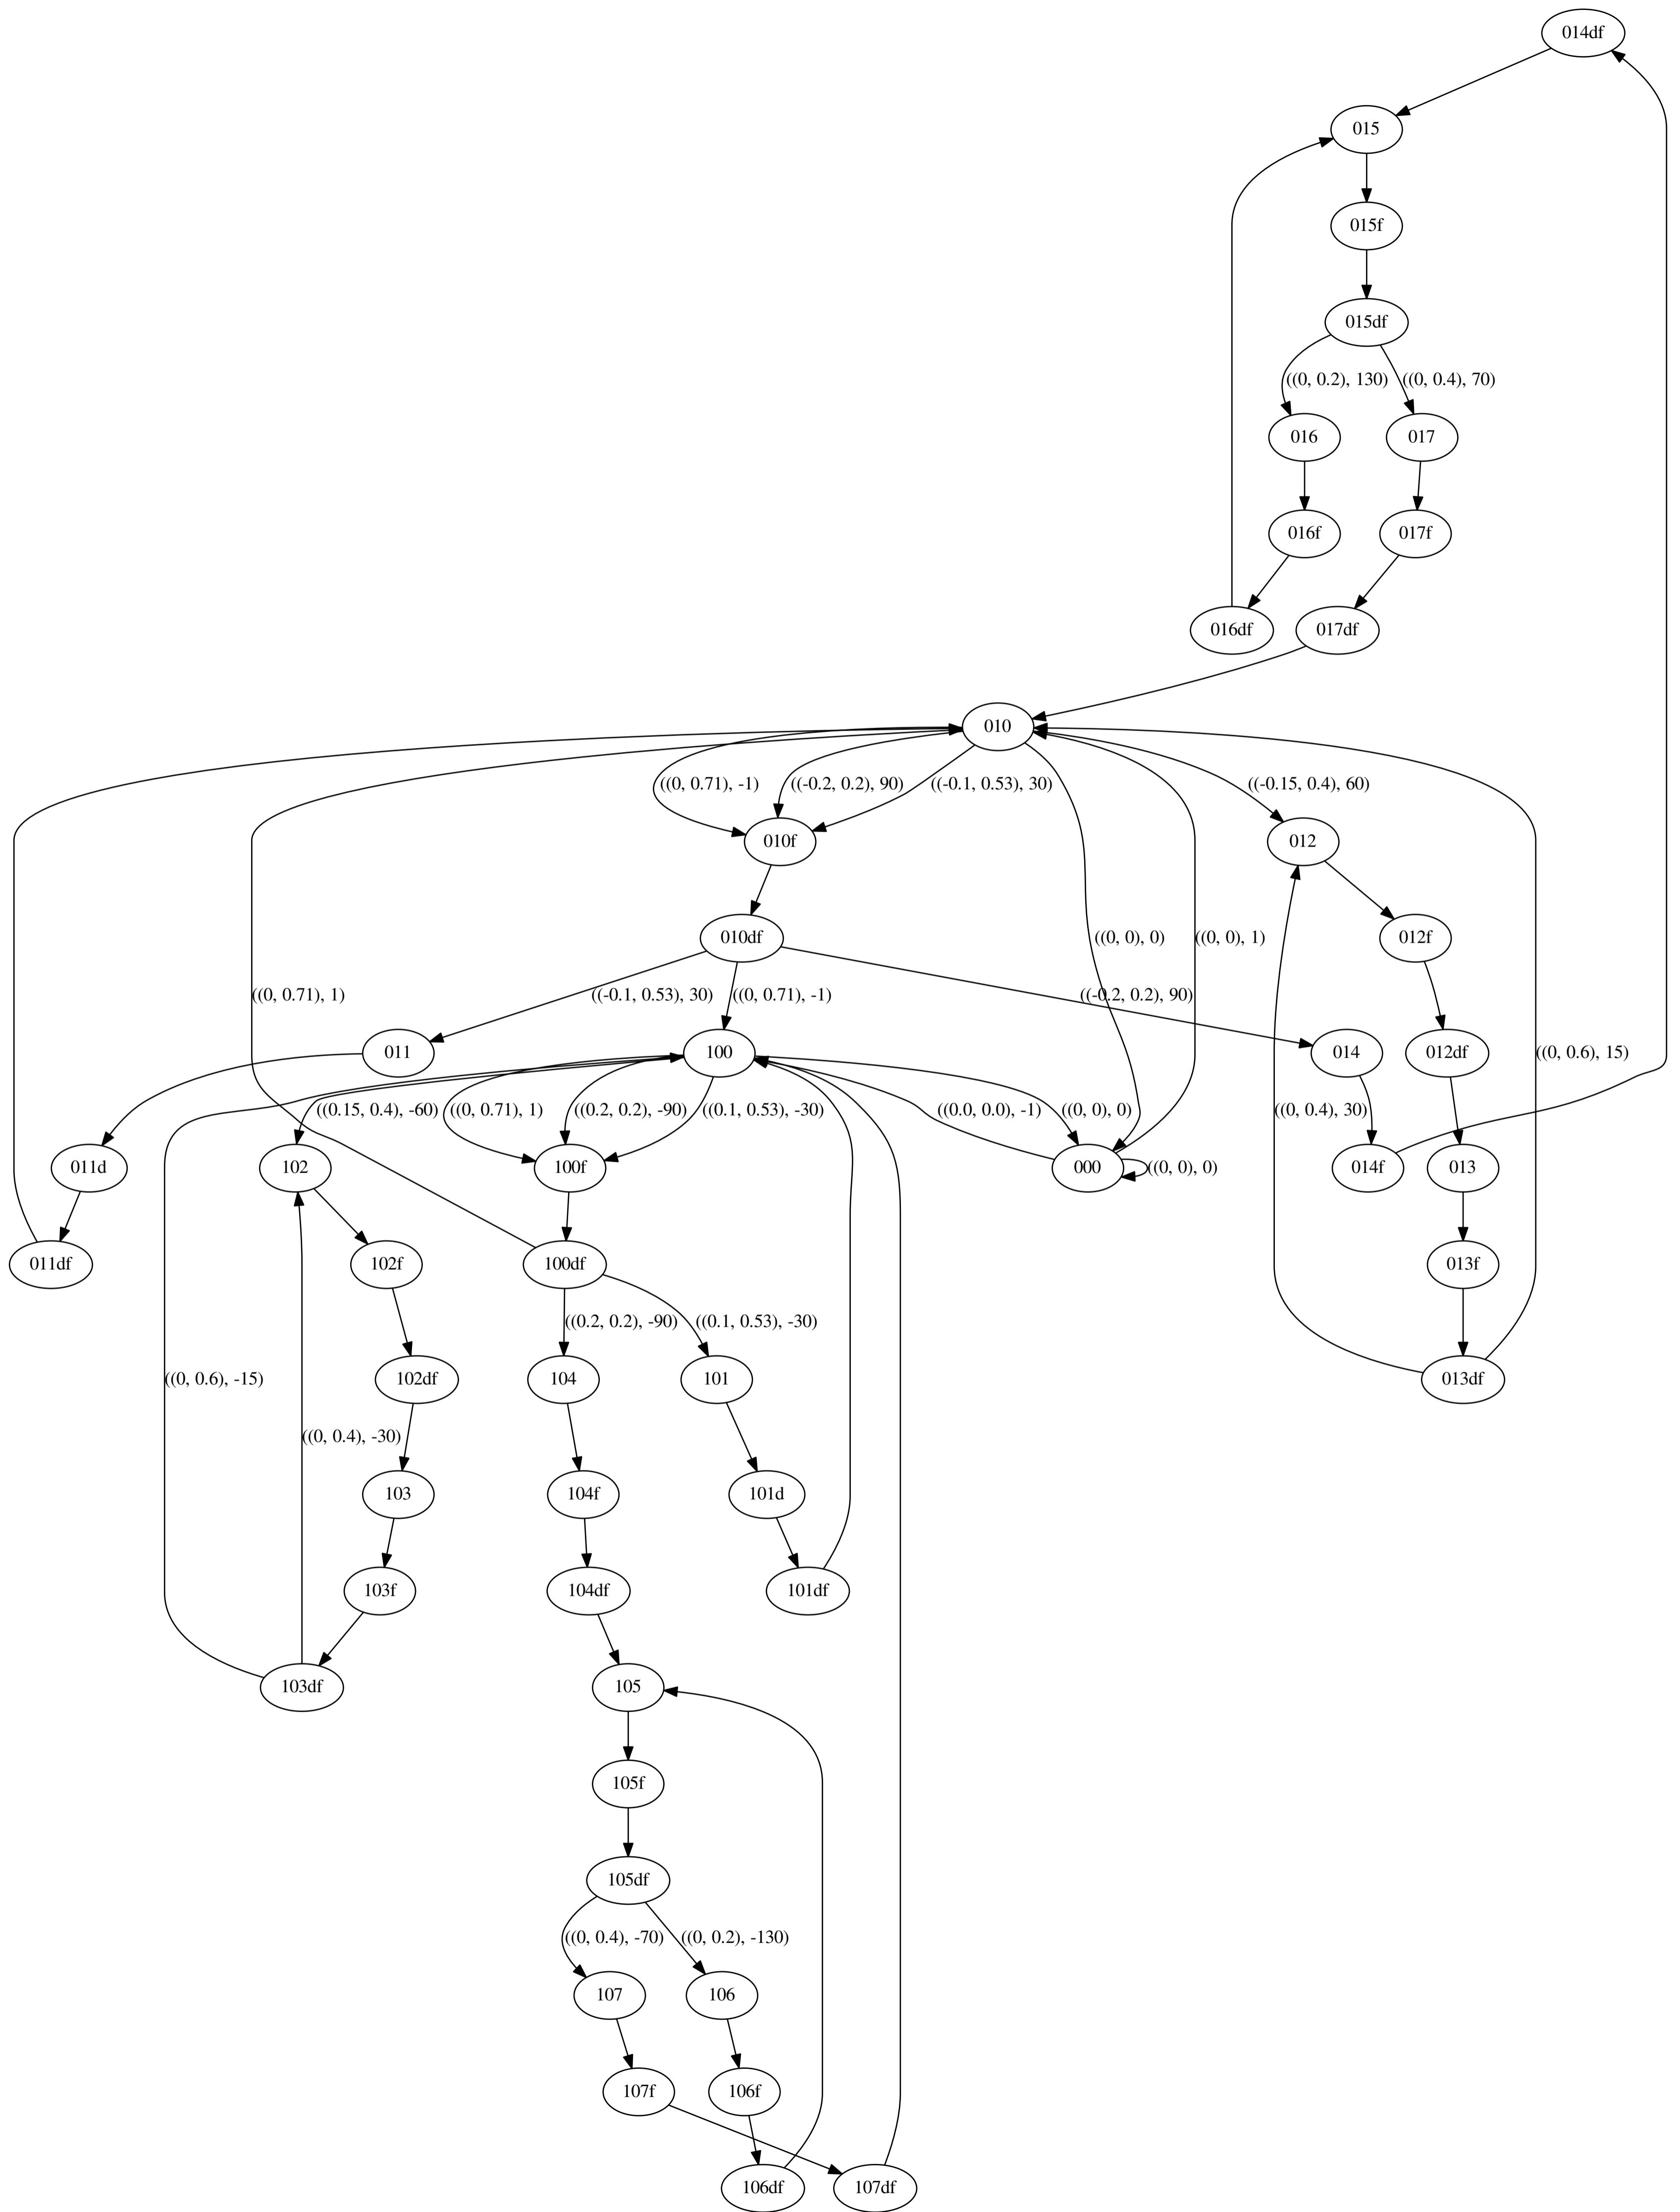 014df
015
015f
015df
((0, 0.2), 130)
((0, 0.4), 70)
016
017
016f
017f
016df
017df
010
((0, 0.71), -1)
((-0.2, 0.2), 90)
((-0.1, 0.53), 30)
((-0.15, 0.4), 60)
010f
012
010df
((0, 0), 0)
((0, 0), 1)
012f
((0, 0.71), 1)
((-0.1, 0.53), 30)
((0, 0.71), -1)
((-0.2, 0.2), 90)
011
100
014
012df
((0, 0.6), 15)
((0.15, 0.4), -60)
((0, 0.71), 1)
((0.2, 0.2), -90)
((0.1, 0.53), -30)
((0.0, 0.0), -1)
((0, 0), 0)
((0, 0.4), 30)
011d
102
100f
000
((0, 0), 0)
014f
013
011df
102f
100df
013f
((0.2, 0.2), -90)
((0.1, 0.53), -30)
((0, 0.6), -15)
102df
104
101
013df
((0, 0.4), -30)
103
104f
101d
103f
104df
101df
103df
105
105f
105df
((0, 0.4), -70)
((0, 0.2), -130)
107
106
107f
106f
106df
107df